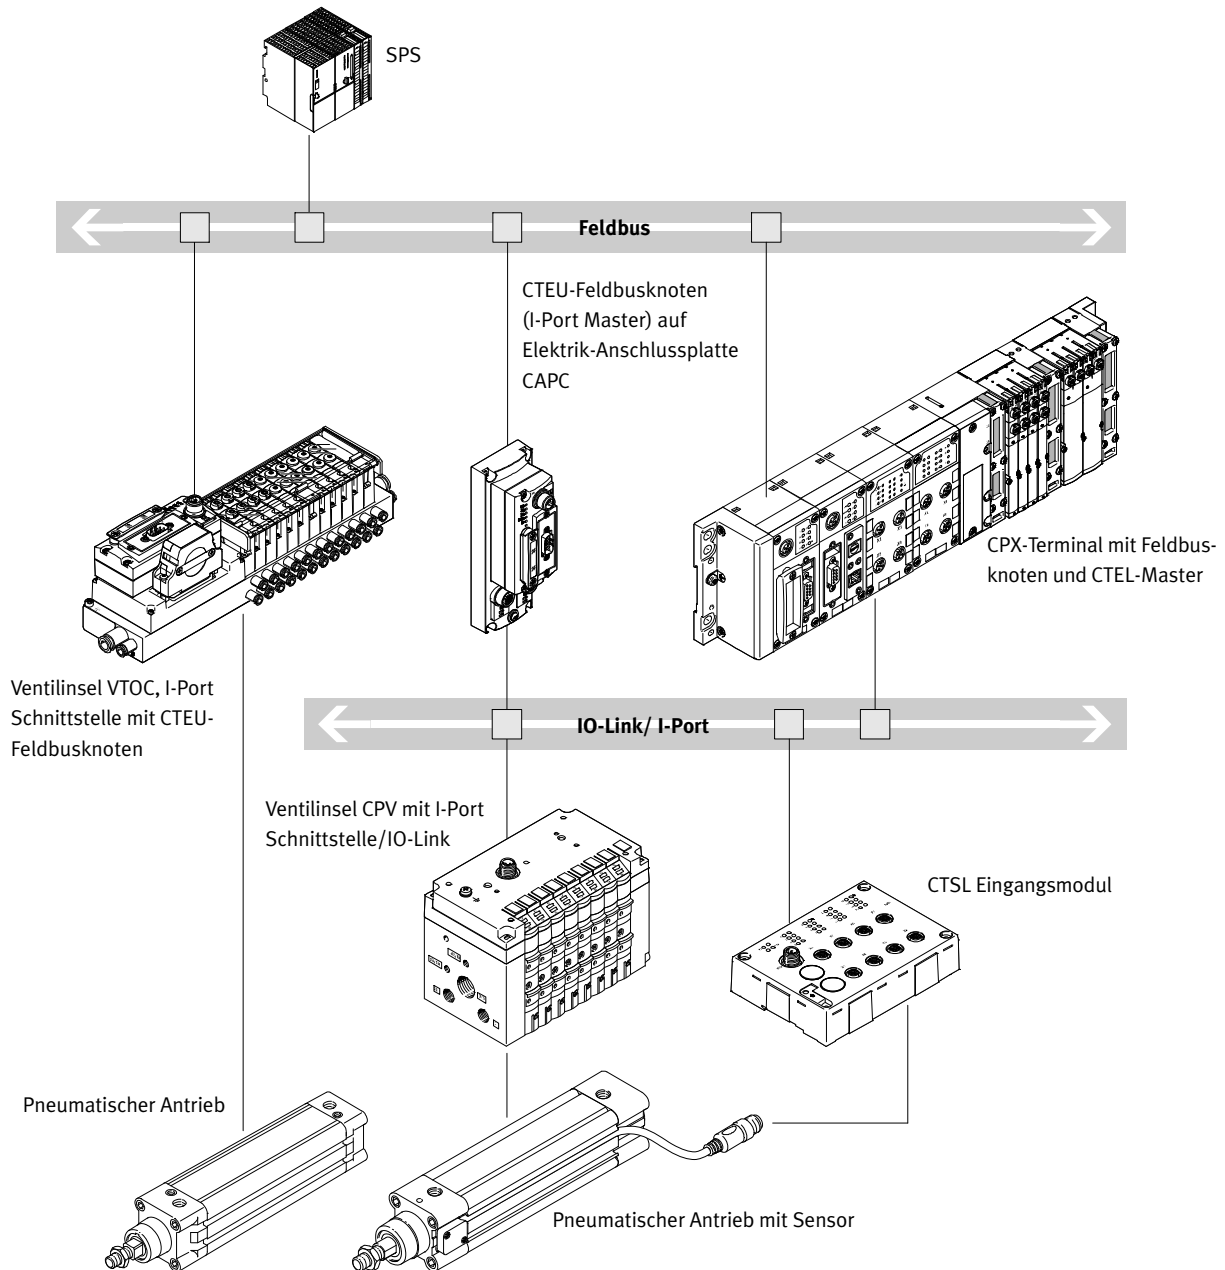 SPS
Feldbus
CTEU-Feldbusknoten
(I-Port Master) auf
Elektrik-Anschlussplatte
CAPC
CPX-Terminal mit Feldbus-
knoten und CTEL-Master
Ventilinsel VTOC, I-Port
Schnittstelle mit CTEU-
Feldbusknoten
IO-Link/ I-Port
Ventilinsel CPV mit I-Port
Schnittstelle/IO-Link
CTSL Eingangsmodul
Pneumatischer Antrieb
Pneumatischer Antrieb mit Sensor